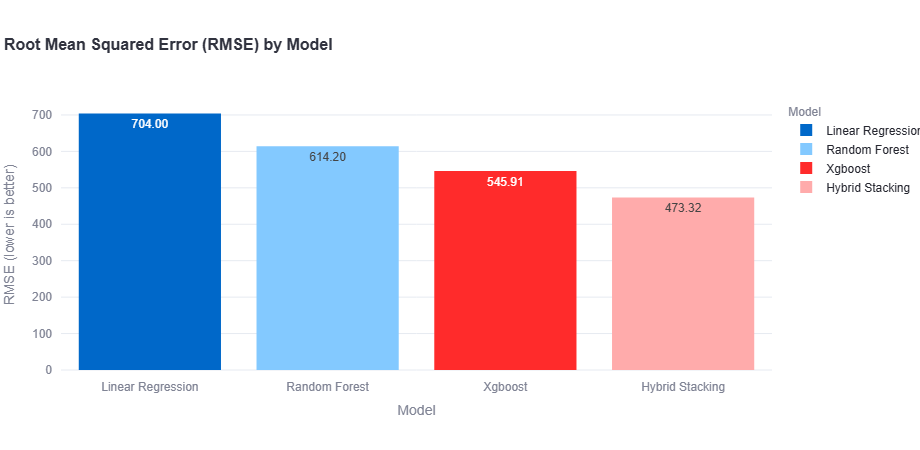 Root Mean Squared Error (RMSE) by Model
RMSE (lower is better)
700
600
500
400
300
200
100
0
704.00
614.20
545.91
473.32
Linear Regression
Random Forest
Xgboost
Hybrid Stacking
Model
Model
Linear Regression
Random Forest
Xgboost
Hybrid Stacking